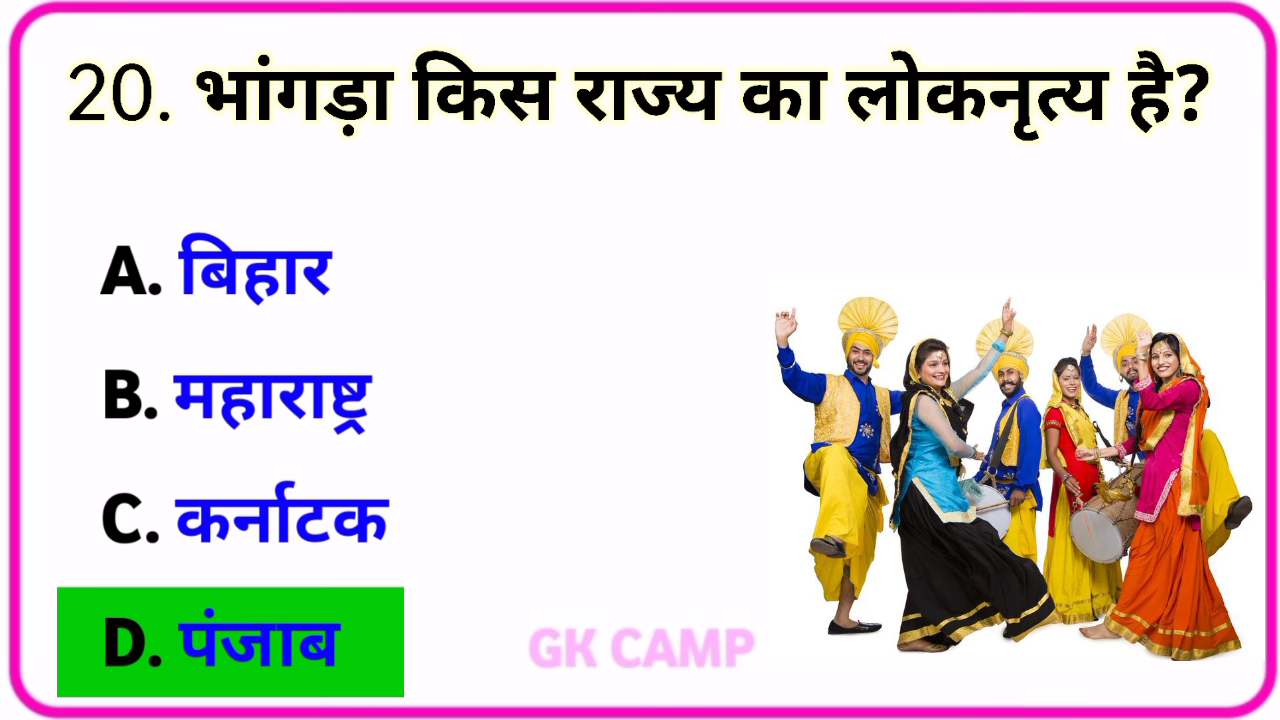 20. भांगड़ा किस राज्य का लोकनृत्य है?
A. बिहार
B. महाराष्ट्र
C. कर्नाटक
D. पंजाब
GK CAMP